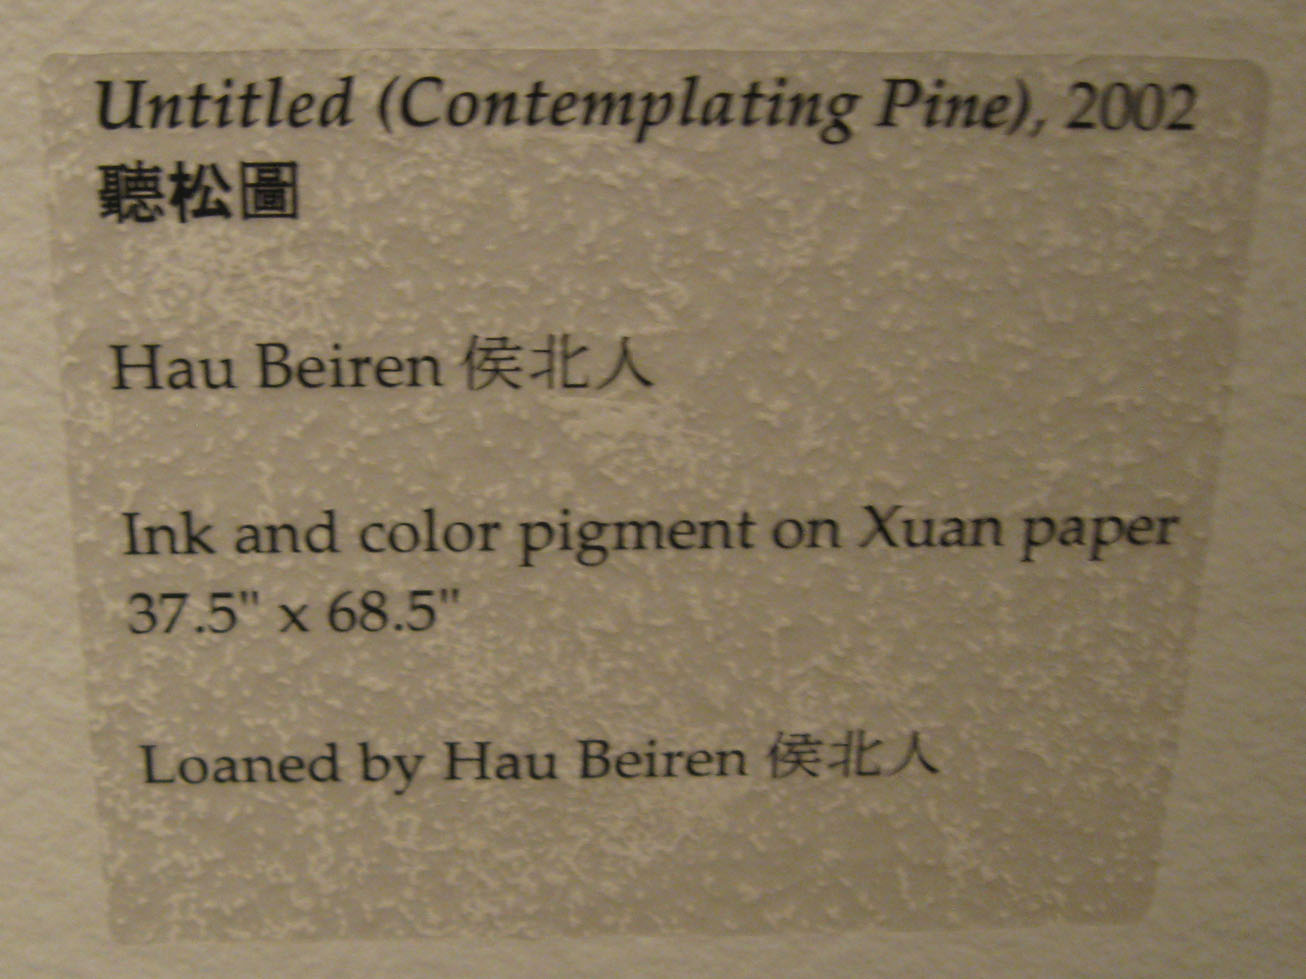 Untitled (Contemplating Pine), 2002
聽松圖
Hau Beiren 侯北人
Ink and color pigment on Xuan paper
37.5" x 68.5"
Loaned by Hau Beiren 侯北人